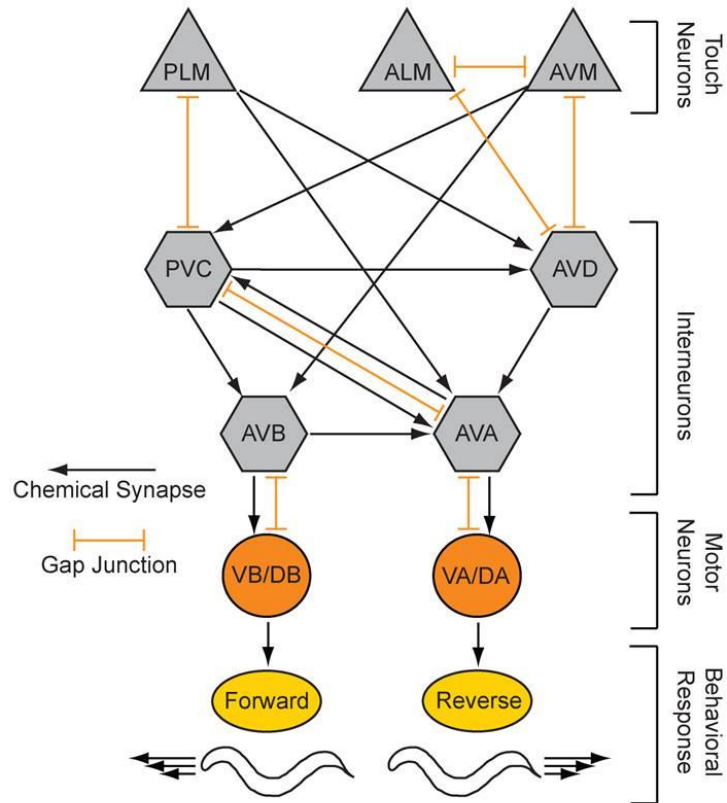 PLM
ALM
AVM
Touch
Neurons
PVC
AVD
Interneurons
AVB
AVA
Chemical Synapse
Gap Junction
VB/DB
VA/DA
Motor
Neurons
Forward
Reverse
Behavioral
Response